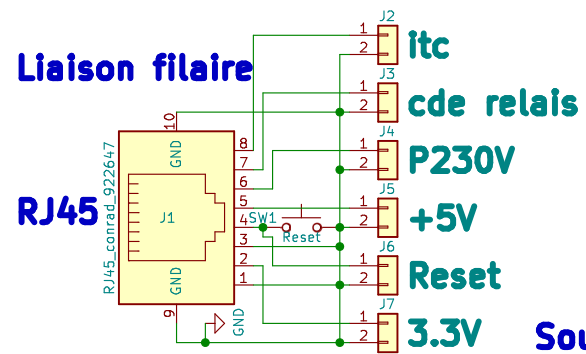 J2
1
2
itc
Liaison filaire
J3
1
2
cde relais
10
GND
J4
1
2
P230V
RJ45_conrad_922647
8
7
6
5
4
3
2
1
RJ45
J1
SW1
Reset
J5
1
2
+5V
J6
1
2
Reset
GND
9
GND
J7
1
2
3.3V
Sou